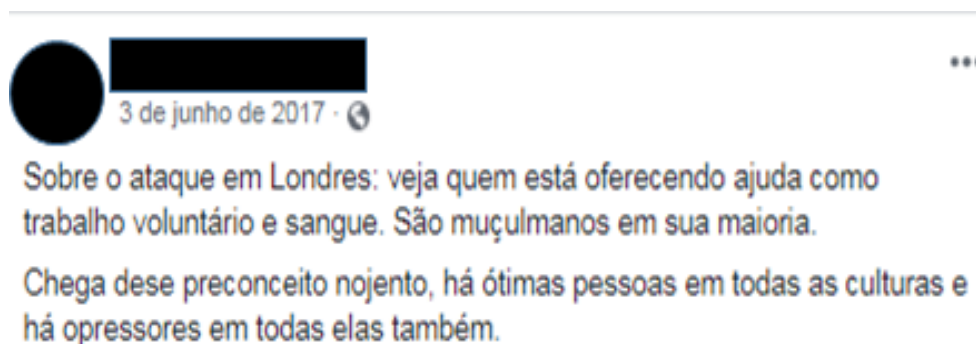 3 de junho de 2017 ·
Sobre o ataque em Londres: veja quem está oferecendo ajuda como
trabalho voluntário e sangue. São muçulmanos em sua maioria.
Chega dese preconceito nojento, há ótimas pessoas em todas as culturas e
há opressores em todas elas também.